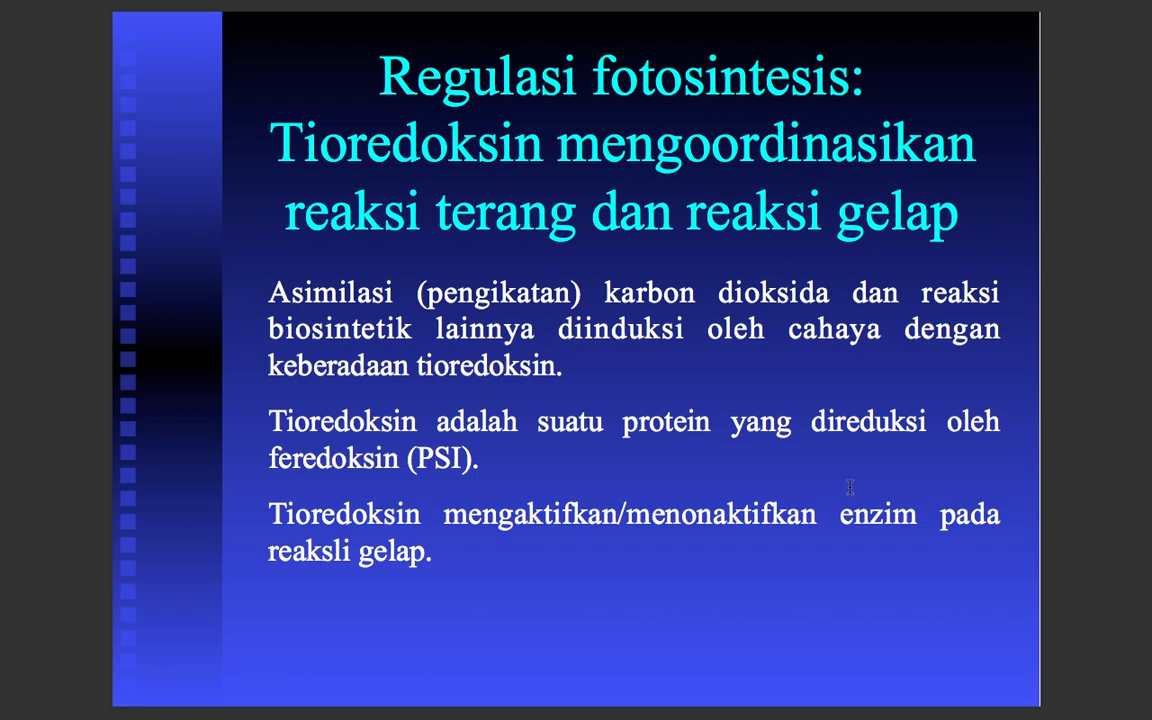 Regulasi fotosintesis:
Tioredoksin mengoordinasikan
reaksi terang dan reaksi gelap
Asimilasi (pengikatan) karbon dioksida dan reaksi
biosintetik lainnya diinduksi oleh cahaya dengan
keberadaan tioredoksin.
Tioredoksin adalah suatu protein yang direduksi oleh
feredoksin (PSI).
Tioredoksin mengaktifkan/menonaktifkan enzim pada
reaksli gelap.